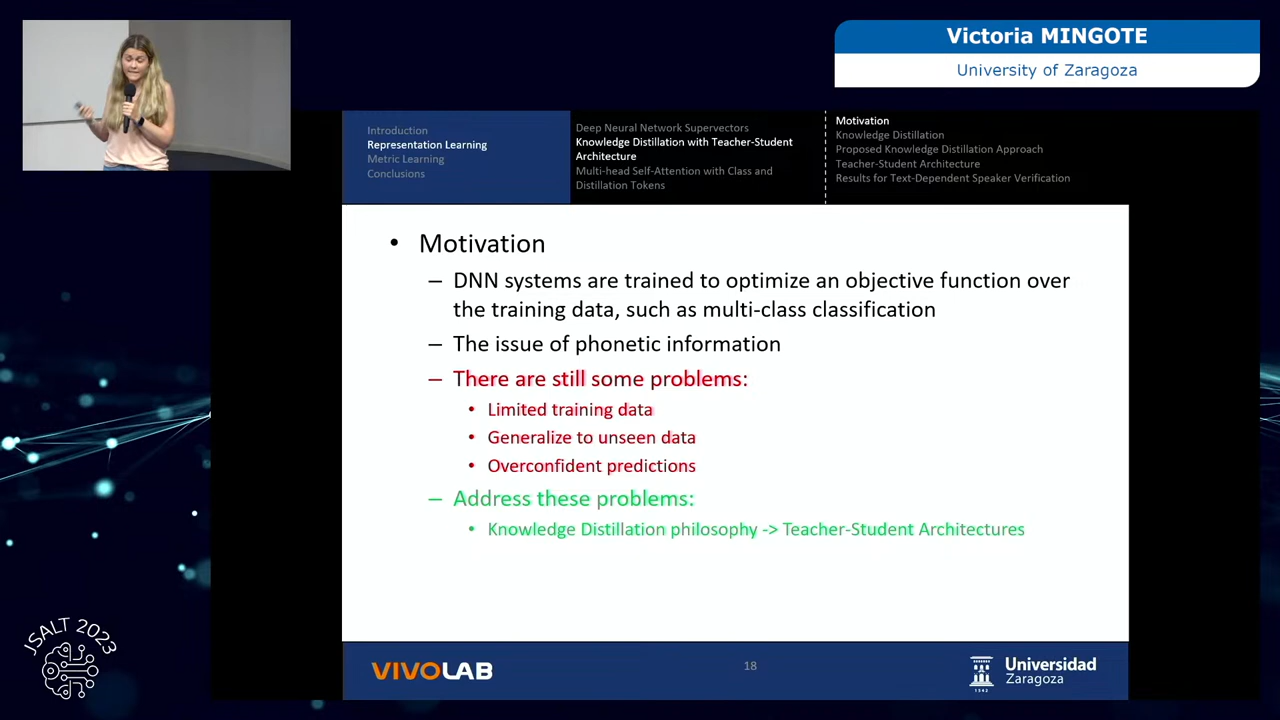 Victoria MINGOTE
University of Zaragoza
Introduction
Representation Learning
Metric Learning
Conclusions
Deep Neural Network Supervectors
Knowledge Distillation with Teacher-Student
Architecture
Multi-head Self-Attention with Class and
Distillation Tokens
Motivation
Knowledge Distillation
Proposed Knowledge Distillation Approach
Teacher-Student Architecture
Results for Text-Dependent Speaker Verification
• Motivation
– DNN systems are trained to optimize an objective function over
the training data, such as multi-class classification
– The issue of phonetic information
– There are still some problems:
• Limited training data
• Generalize to unseen data
• Overconfident predictions
– Address these problems:
• Knowledge Distillation philosophy -> Teacher-Student Architectures
JSALT 2023
VIVOLAB
18
1542
Universidad
Zaragoza